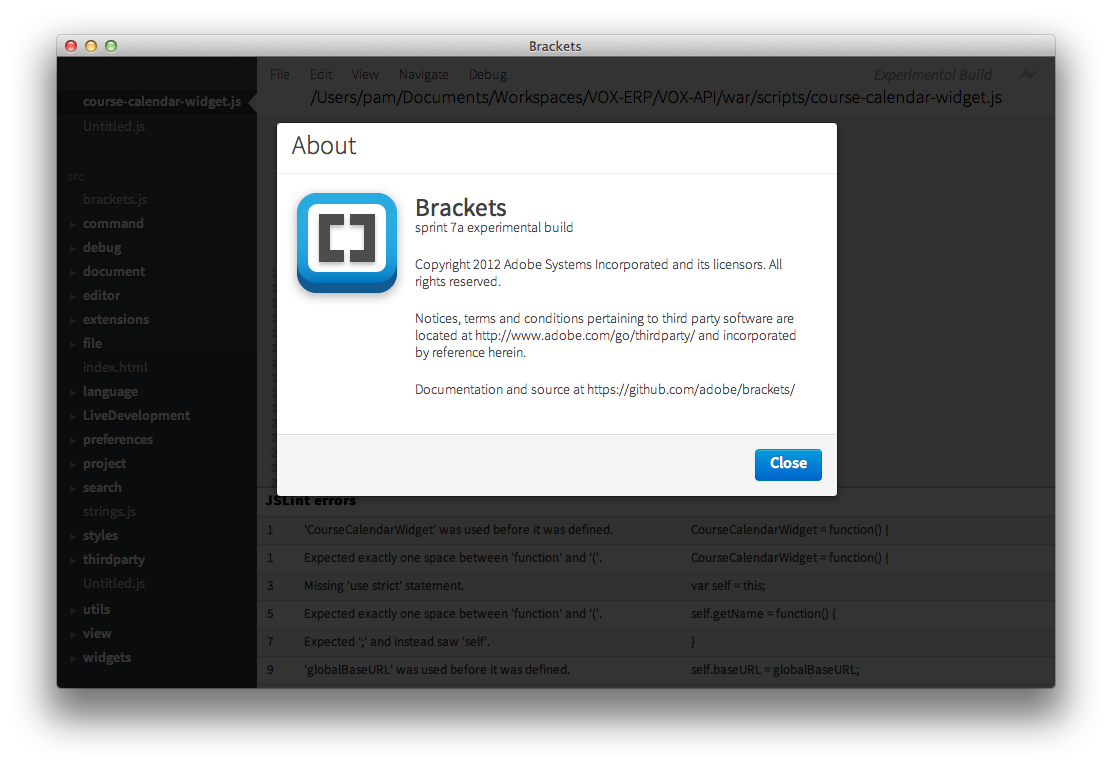 Brackets
File Edit View Navigate Debug
Experimental Build
/Users/pam/Documents/Workspaces/VOX-ERP/VOX-API/war/scripts/course-calendar-widget.js
course-calendar-widget.js
Untitled.js
src
brackets.js
command
debug
document
editor
extensions
file
index.html
language
LiveDevelopment
preferences
project
search
strings.js
styles
thirdparty
Untitled.js
utils
view
widgets
About
Brackets
sprint 7a experimental build
Copyright 2012 Adobe Systems Incorporated and its licensors. All
rights reserved.
Notices, terms and conditions pertaining to third party software are
located at http://www.adobe.com/go/thirdparty/ and incorporated
by reference herein.
Documentation and source at https://github.com/adobe/brackets/
Close
JSLint errors
1 'CourseCalendarWidget' was used before it was defined. CourseCalendarWidget = function() {
1 Expected exactly one space between 'function' and '('. CourseCalendarWidget = function() {
3 Missing 'use strict' statement. var self = this;
5 Expected exactly one space between 'function' and '('. self.getName = function() {
7 Expected ';' and instead saw 'self'. }
9 'globalBaseURL' was used before it was defined. self.baseURL = globalBaseURL;